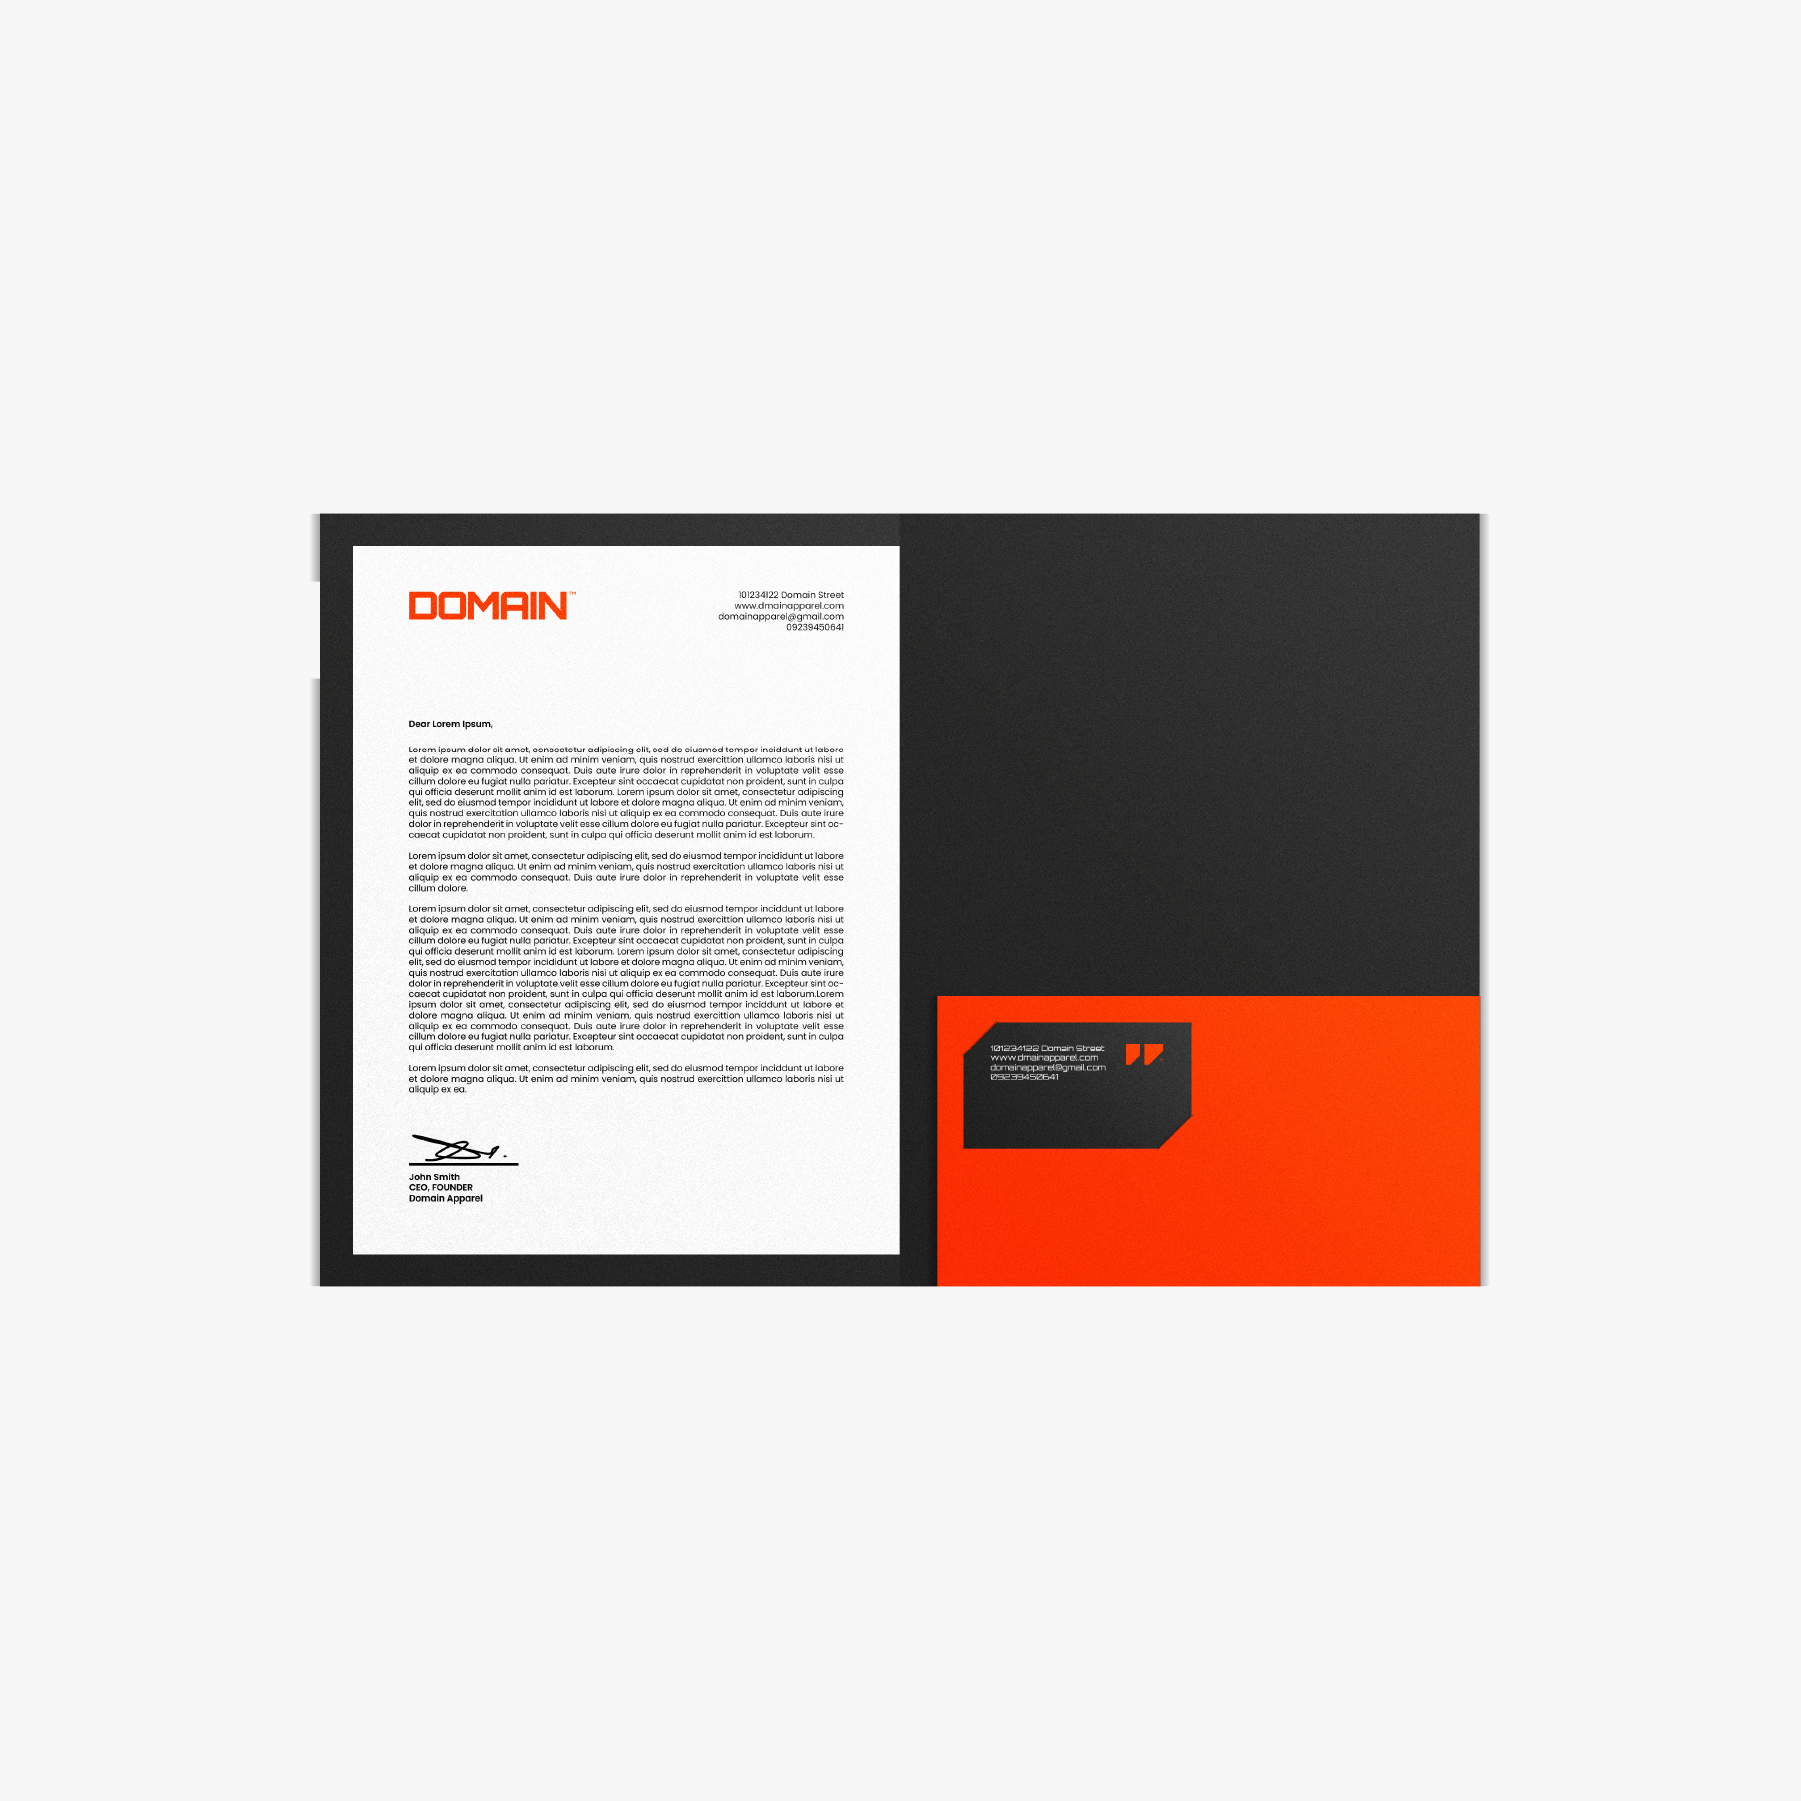 DOMAIN™
101234122 Domain Street
www.dmainapparel.com
domainapparel@gmail.com
09239450641
Dear Lorem Ipsum,
Lorem ipsum dolor sit amet, consectetur adipiscing elit, sed do eiusmod tempor inciddunt ut labore
et dolore magna aliqua. Ut enim ad minim veniam, quis nostrud exercittion ullamco laboris nisi ut
aliquip ex ea commodo consequat. Duis aute irure dolor in reprehenderit in voluptate velit esse
cillum dolore eu fugiat nulla pariatur. Excepteur sint occaecat cupidatat non proident, sunt in culpa
qui officia deserunt mollit anim id est laborum. Lorem ipsum dolor sit amet, consectetur adipiscing
elit, sed do eiusmod tempor incididunt ut labore et dolore magna aliqua. Ut enim ad minim veniam,
quis nostrud exercitation ullamco laboris nisi ut aliquip ex ea commodo consequat. Duis aute irure
dolor in reprehenderit in voluptate velit esse cillum dolore eu fugiat nulla pariatur. Excepteur sint oc-
caecat cupidatat non proident, sunt in culpa qui officia deserunt mollit anim id est laborum.
Lorem ipsum dolor sit amet, consectetur adipiscing elit, sed do eiusmod tempor incididunt ut labore
et dolore magna aliqua. Ut enim ad minim veniam, quis nostrud exercitation ullamco laboris nisi ut
aliquip ex ea commodo consequat. Duis aute irure dolor in reprehenderit in voluptate velit esse
cillum dolore.
Lorem ipsum dolor sit amet, consectetur adipiscing elit, sed do eiusmod tempor inciddunt ut labore
et dolore magna aliqua. Ut enim ad minim veniam, quis nostrud exercittion ullamco laboris nisi ut
aliquip ex ea commodo consequat. Duis aute irure dolor in reprehenderit in voluptate velit esse
cillum dolore eu fugiat nulla pariatur. Excepteur sint occaecat cupidatat non proident, sunt in culpa
qui officia deserunt mollit anim id est laborum. Lorem ipsum dolor sit amet, consectetur adipiscing
elit, sed do eiusmod tempor incididunt ut labore et dolore magna aliqua. Ut enim ad minim veniam,
quis nostrud exercitation ullamco laboris nisi ut aliquip ex ea commodo consequat. Duis aute irure
dolor in reprehenderit in voluptate velit esse cillum dolore eu fugiat nulla pariatur. Excepteur sint oc-
caecat cupidatat non proident, sunt in culpa qui officia deserunt mollit anim id est laborum.Lorem
ipsum dolor sit amet, consectetur adipiscing elit, sed do eiusmod tempor inciddunt ut labore et
dolore magna aliqua. Ut enim ad minim veniam, quis nostrud exercittion ullamco laboris nisi ut
aliquip ex ea commodo consequat. Duis aute irure dolor in reprehenderit in voluptate velit esse
cillum dolore eu fugiat nulla pariatur. Excepteur sint occaecat cupidatat non proident, sunt in culpa
qui officia deserunt mollit anim id est laborum.
Lorem ipsum dolor sit amet, consectetur adipiscing elit, sed do eiusmod tempor inciddunt ut labore
et dolore magna aliqua. Ut enim ad minim veniam, quis nostrud exercittion ullamco laboris nisi ut
aliquip ex ea.
John Smith
CEO, FOUNDER
Domain Apparel
101234122 Domain Street
www.dmainapparel.com
domainapparel@gmail.com
09239450641